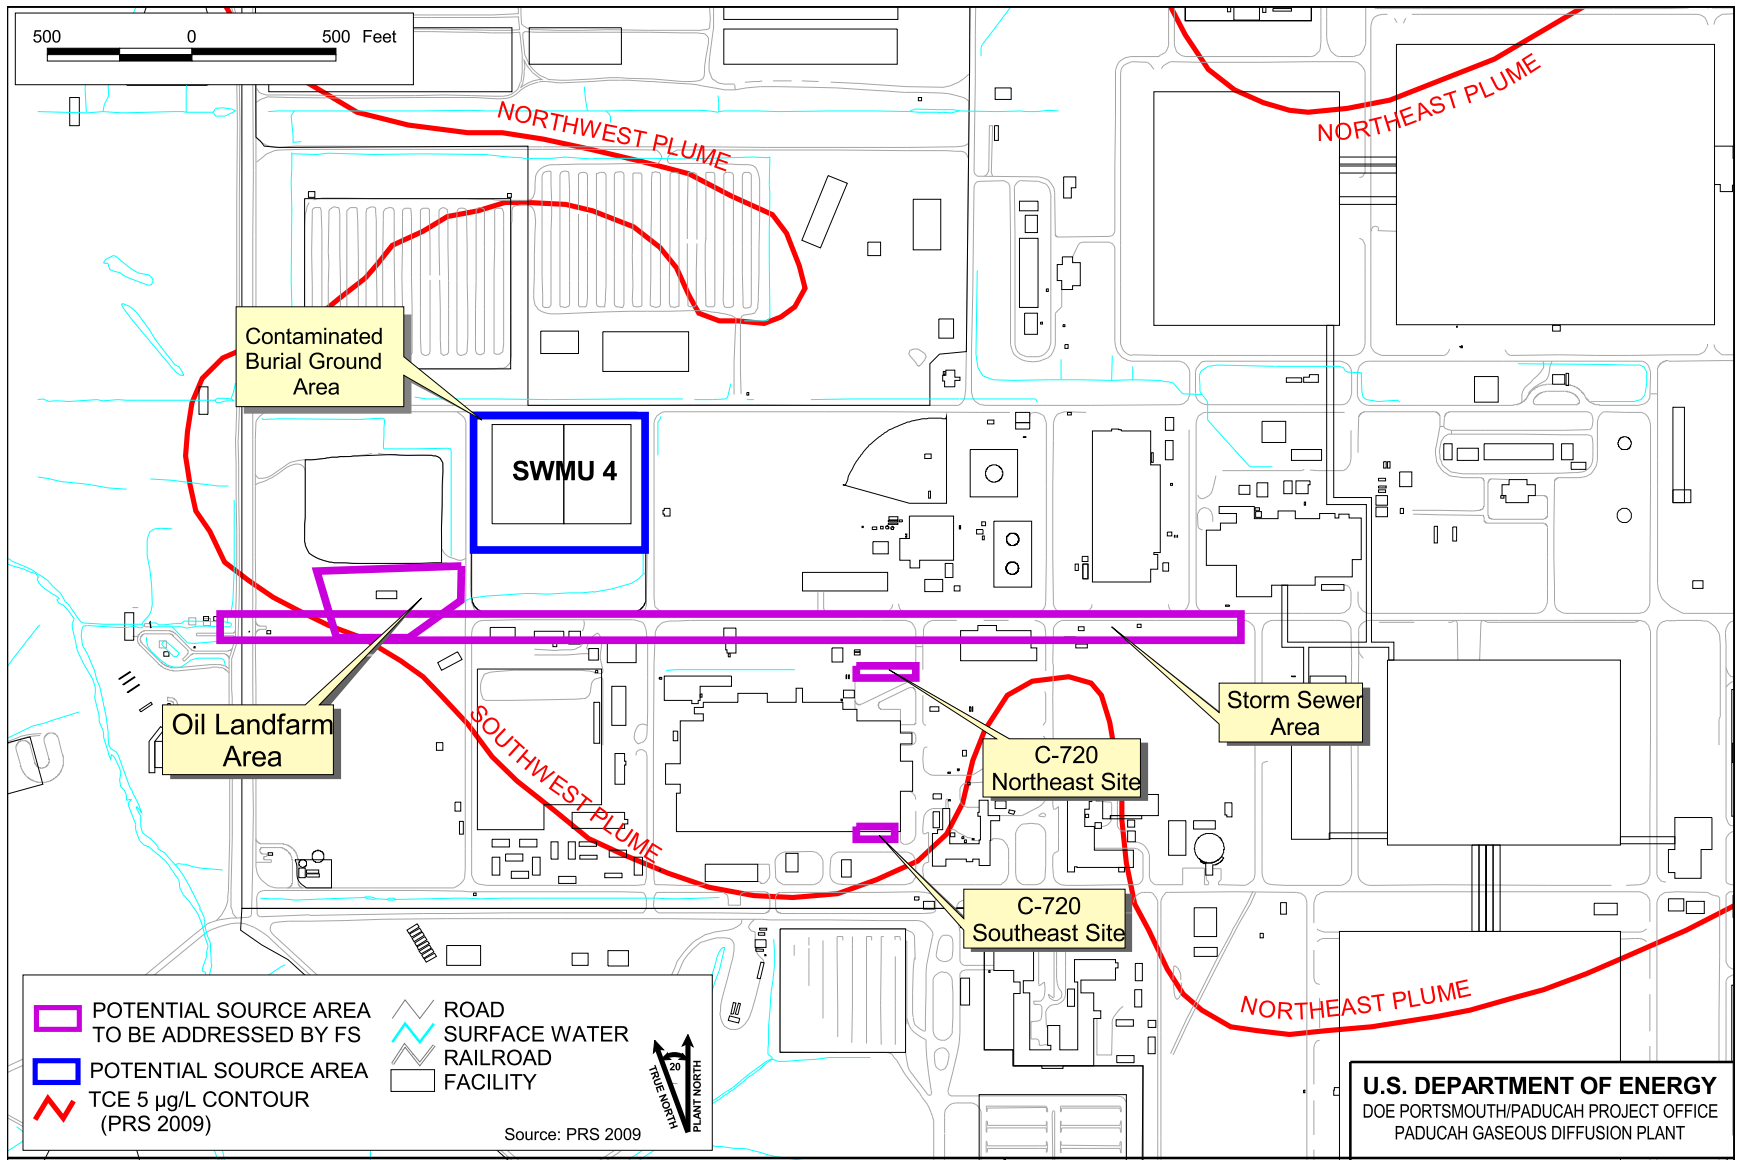 500 0 500 Feet
NORTHWEST PLUME
NORTHEAST PLUME
Contaminated
Burial Ground
Area
SWMU 4
Oil Landfarm
Area
SOUTHWEST PLUME
Storm Sewer
Area
C-720
Northeast Site
C-720
Southeast Site
NORTHEAST PLUME
POTENTIAL SOURCE AREA
TO BE ADDRESSED BY FS
POTENTIAL SOURCE AREA
TCE 5 µg/L CONTOUR
(PRS 2009)
ROAD
SURFACE WATER
RAILROAD
FACILITY
20
TRUE NORTH
PLANT NORTH
Source: PRS 2009
U.S. DEPARTMENT OF ENERGY
DOE PORTSMOUTH/PADUCAH PROJECT OFFICE
PADUCAH GASEOUS DIFFUSION PLANT